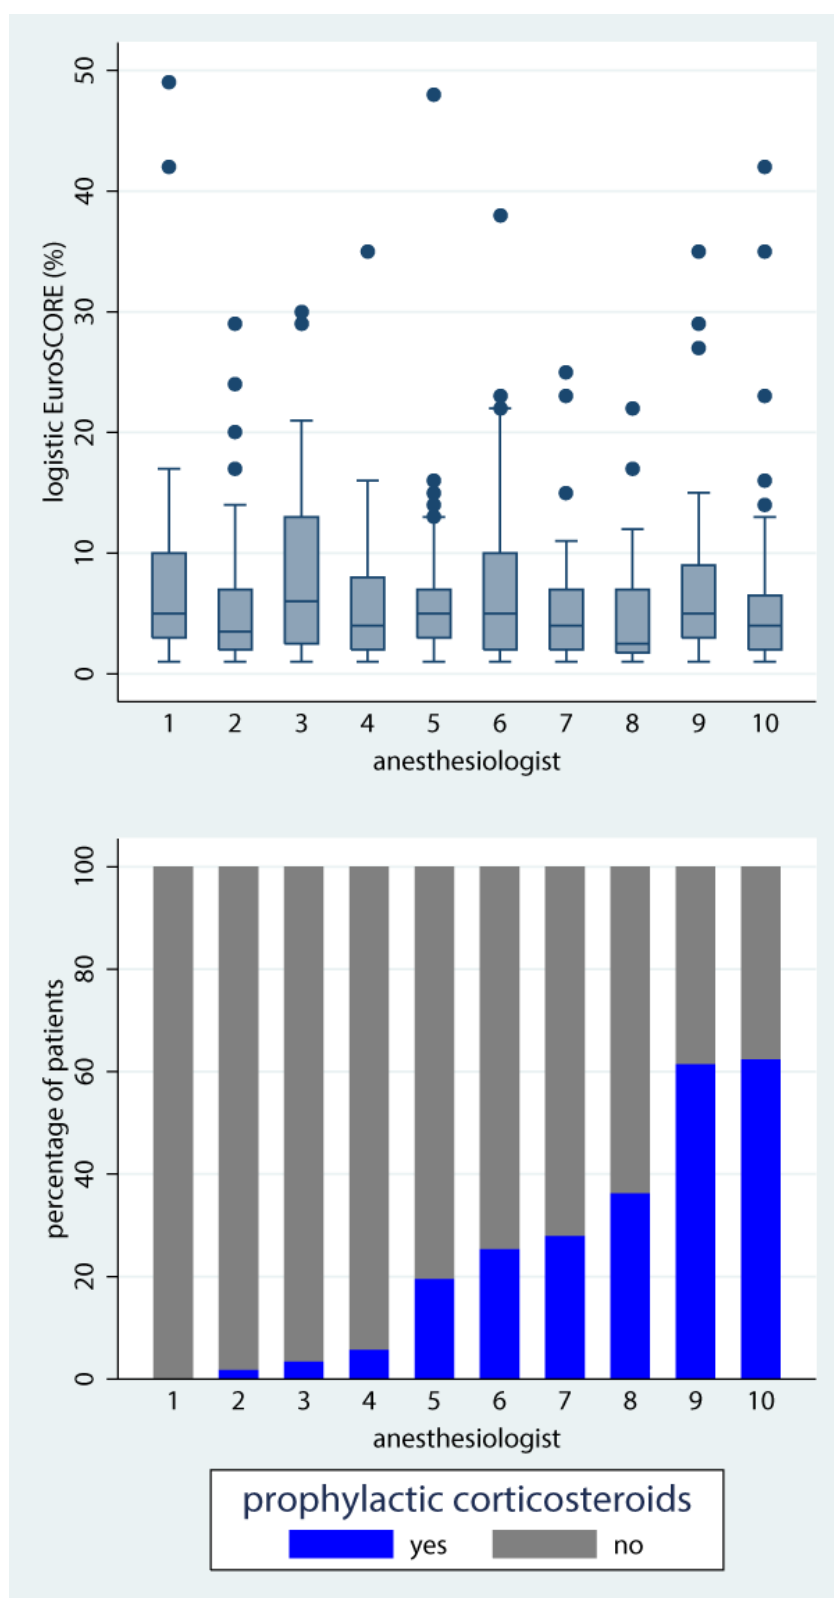 logistic EuroSCORE (%)
50
40
30
20
10
0
1 2 3 4 5 6 7 8 9 10
anesthesiologist
percentage of patients
100
80
60
40
20
0
1 2 3 4 5 6 7 8 9 10
anesthesiologist
prophylactic corticosteroids
yes no